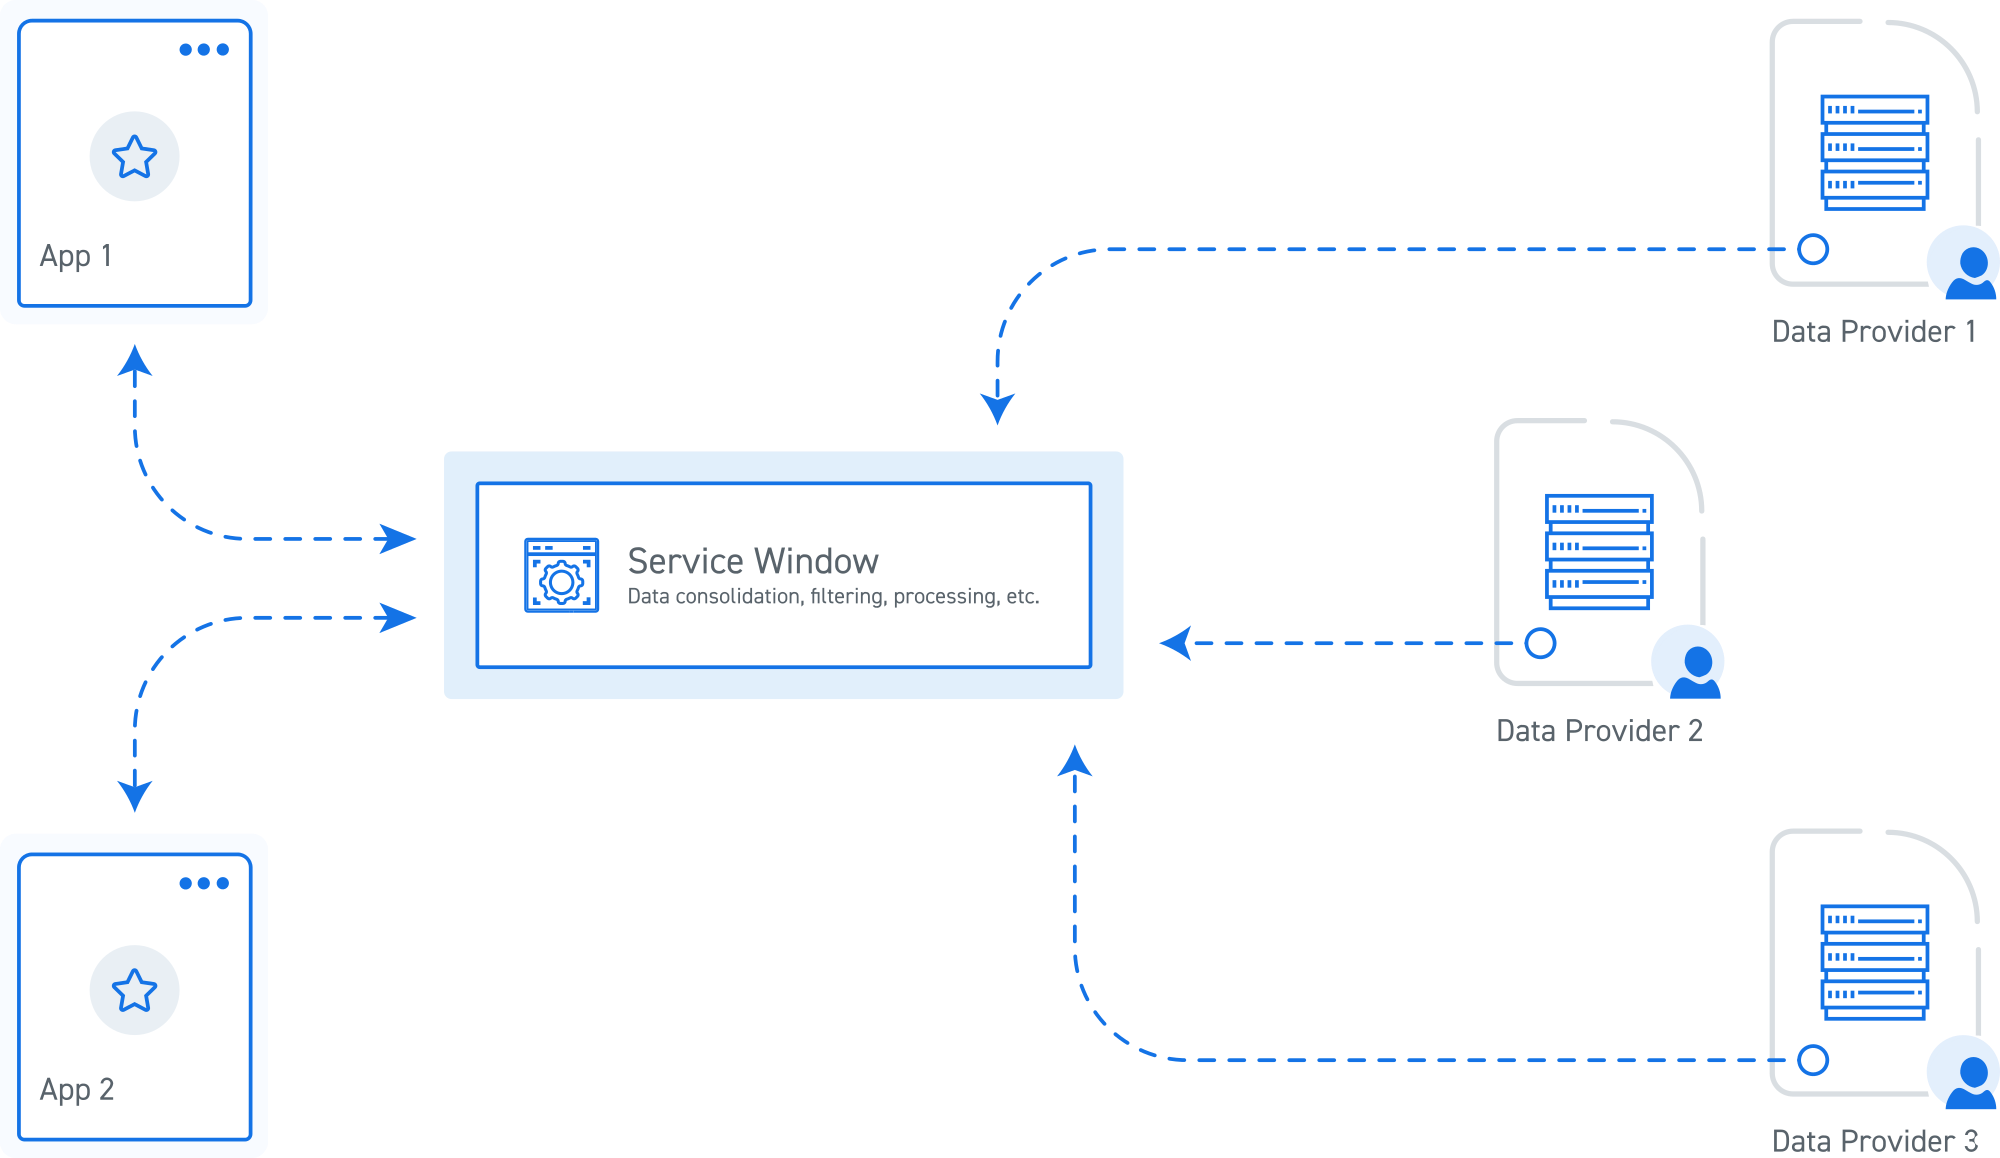 App 1
Data Provider 1
Service Window
Data consolidation, filtering, processing, etc.
Data Provider 2
App 2
Data Provider 3